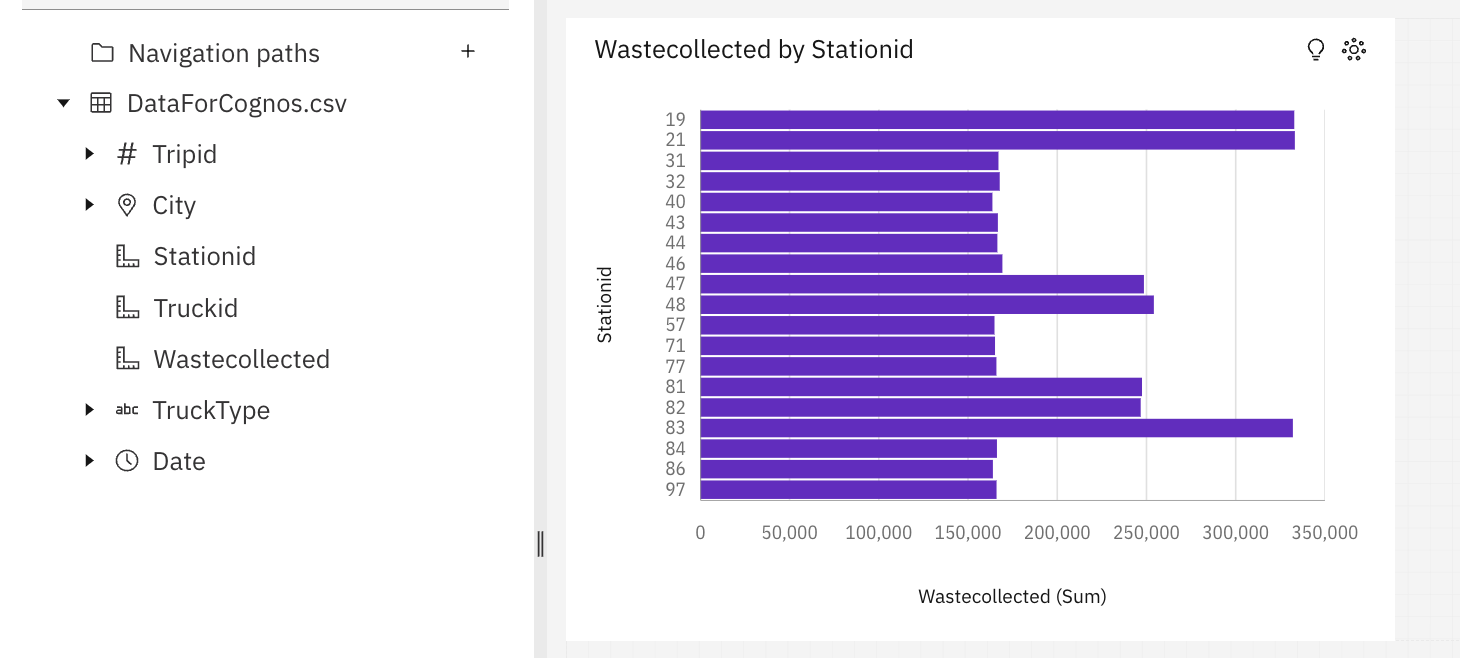 Navigation paths +
DataForCognos.csv
# Tripid
City
Stationid
Truckid
Wastecollected
abc TruckType
Date
Wastecollected by Stationid
Stationid
19
21
31
32
40
43
44
46
47
48
57
71
77
81
82
83
84
86
97
0 50,000 100,000 150,000 200,000 250,000 300,000 350,000
Wastecollected (Sum)